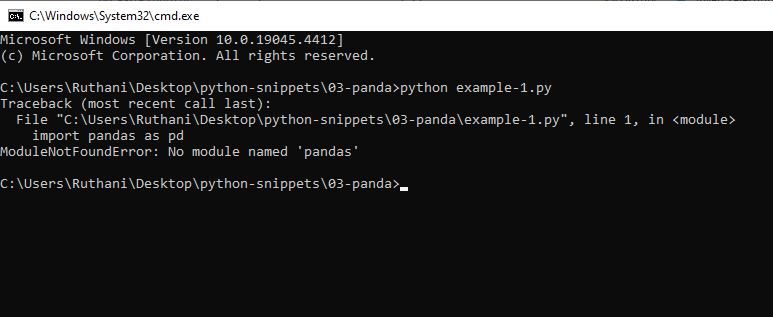 C:\Windows\System32\cmd.exe
Microsoft Windows [Version 10.0.19045.4412]
(c) Microsoft Corporation. All rights reserved.
C:\Users\Ruthani\Desktop\python-snippets\03-panda>python example-1.py
Traceback (most recent call last):
  File "C:\Users\Ruthani\Desktop\python-snippets\03-panda\example-1.py", line 1, in <module>
    import pandas as pd
ModuleNotFoundError: No module named 'pandas'
C:\Users\Ruthani\Desktop\python-snippets\03-panda>